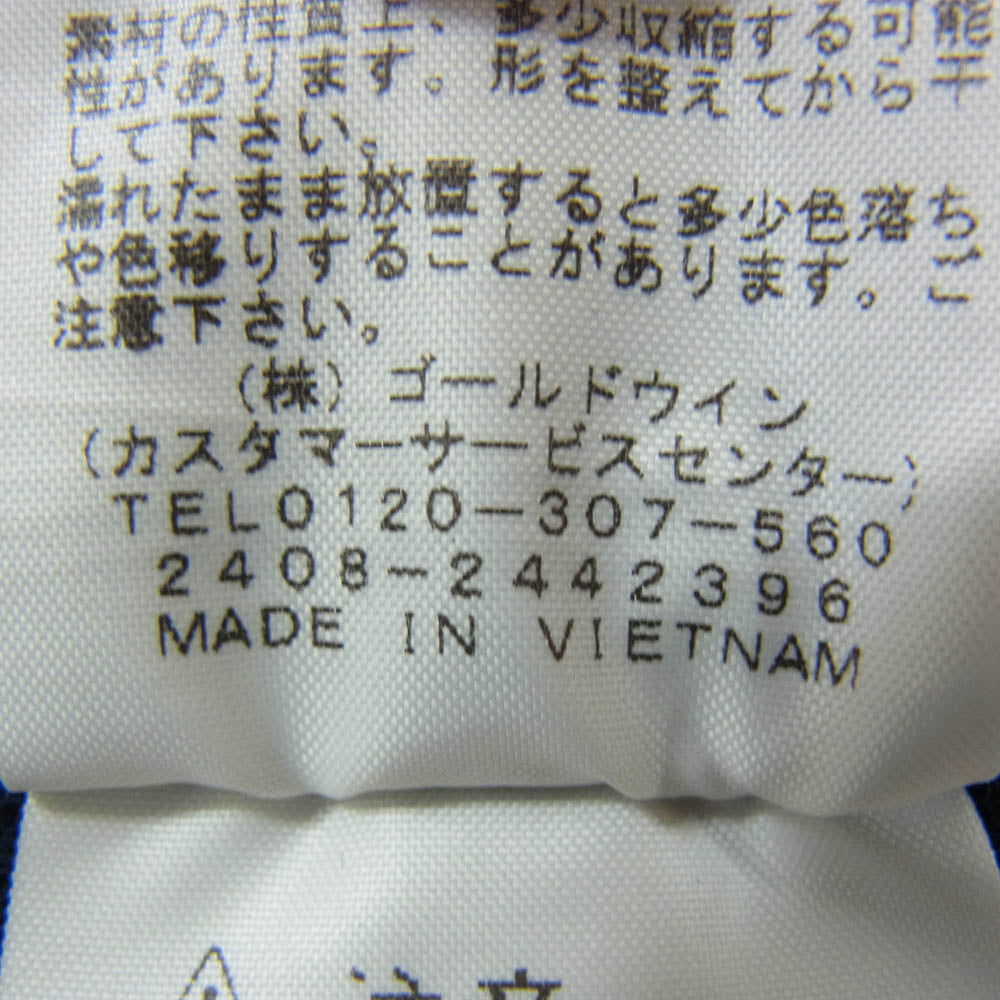 素材の性質上、多少収縮する可能
性があります。形を整えてから干
して下さい。
濡れたまま放置すると多少色落ち
や色移りすることがあります。ご
注意下さい。
(株)ゴールドウイン
(カスタマーサービスセンター)
TEL0120-307-560
2408-2442396
MADE IN VIETNAM
注意